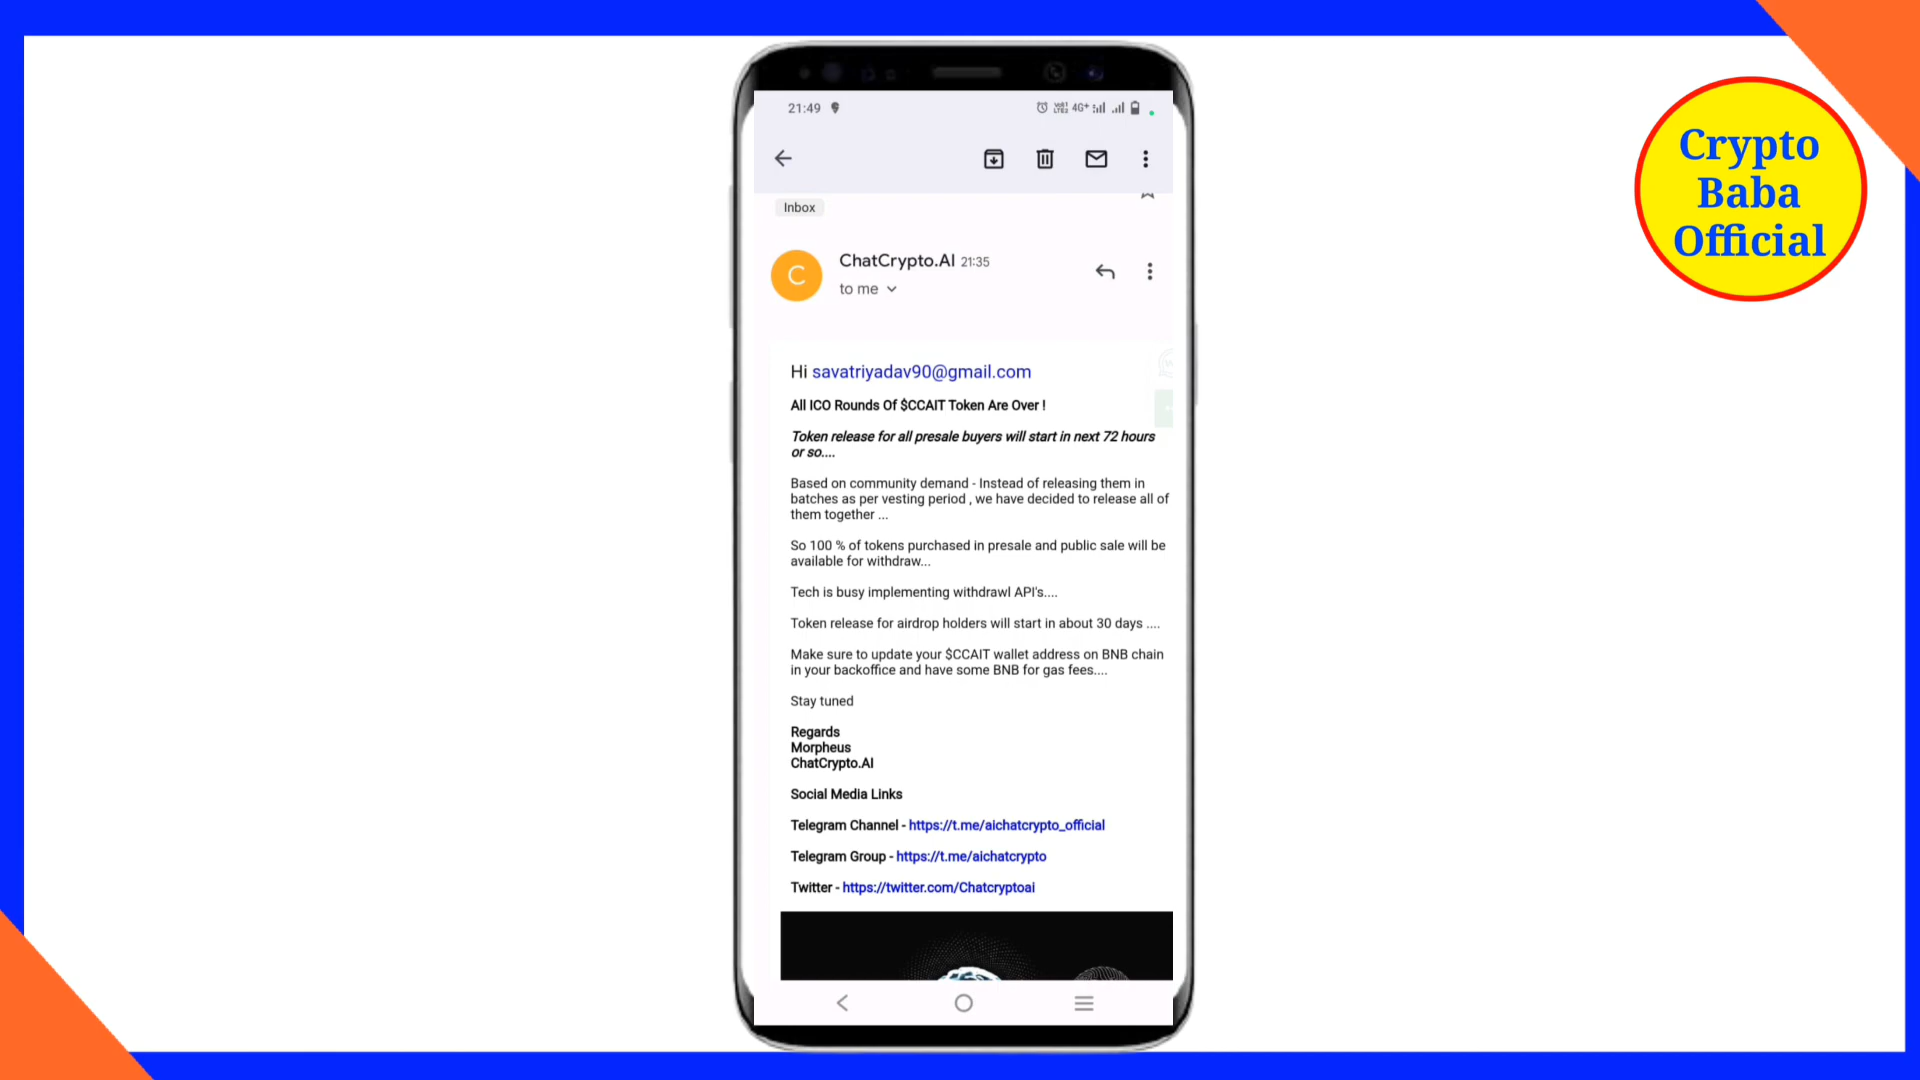 Crypto
Baba
Official
21:49
4G+
Inbox
C
ChatCrypto.AI 21:35
to me
Hi savatriyadav90@gmail.com
All ICO Rounds Of $CCAIT Token Are Over !
Token release for all presale buyers will start in next 72 hours
or so....
Based on community demand - Instead of releasing them in
batches as per vesting period , we have decided to release all of
them together ...
So 100 % of tokens purchased in presale and public sale will be
available for withdraw...
Tech is busy implementing withdrawl API's....
Token release for airdrop holders will start in about 30 days ....
Make sure to update your $CCAIT wallet address on BNB chain
in your backoffice and have some BNB for gas fees....
Stay tuned
Regards
Morpheus
ChatCrypto.AI
Social Media Links
Telegram Channel - https://t.me/aichatcrypto_official
Telegram Group - https://t.me/aichatcrypto
Twitter - https://twitter.com/Chatcryptoai